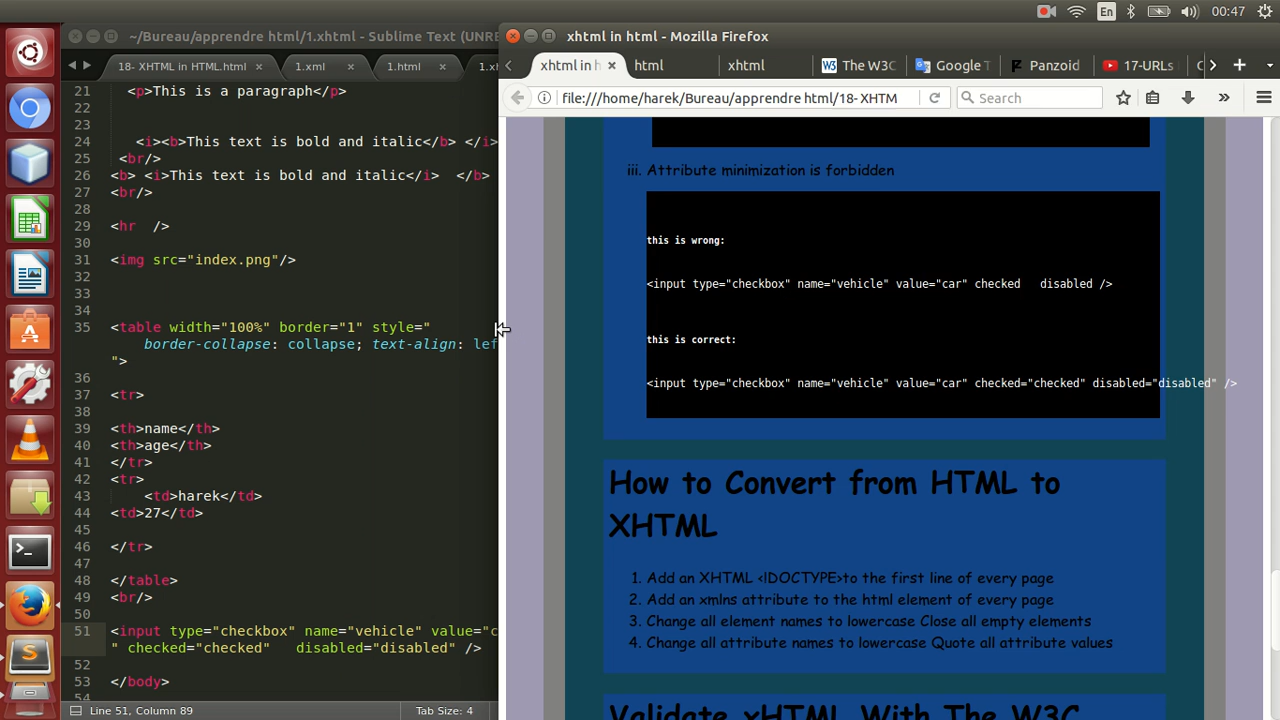 ~/Bureau/apprendre html/1.xhtml - Sublime Text (UNRE
xhtml in html - Mozilla Firefox
En
00:47
18- XHTML in HTML.html
1.xml
1.html
1.xh
xhtml in h
html
xhtml
The W3C
Google T
Panzoid
17-URLs
file:///home/harek/Bureau/apprendre html/18- XHTM
Search
21 <p>This is a paragraph</p>
22
23
24 <i><b>This text is bold and italic</b> </i>
25 <br/>
26 <b> <i>This text is bold and italic</i> </b>
27 <br/>
28
29 <hr />
30
31 <img src="index.png"/>
32
33
34
35 <table width="100%" border="1" style="
border-collapse: collapse; text-align: lef
">
36
37 <tr>
38
39 <th>name</th>
40 <th>age</th>
41 </tr>
42 <tr>
43 <td>harek</td>
44 <td>27</td>
45
46 </tr>
47
48 </table>
49 <br/>
50
51 <input type="checkbox" name="vehicle" value="c
" checked="checked" disabled="disabled" />
52
53 </body>
54
Line 51, Column 89
Tab Size: 4
iii. Attribute minimization is forbidden
this is wrong:
<input type="checkbox" name="vehicle" value="car" checked disabled />
this is correct:
<input type="checkbox" name="vehicle" value="car" checked="checked" disabled="disabled" />
How to Convert from HTML to
XHTML
1. Add an XHTML <!DOCTYPE>to the first line of every page
2. Add an xmlns attribute to the html element of every page
3. Change all element names to lowercase Close all empty elements
4. Change all attribute names to lowercase Quote all attribute values
Validate xHTML With The W3C